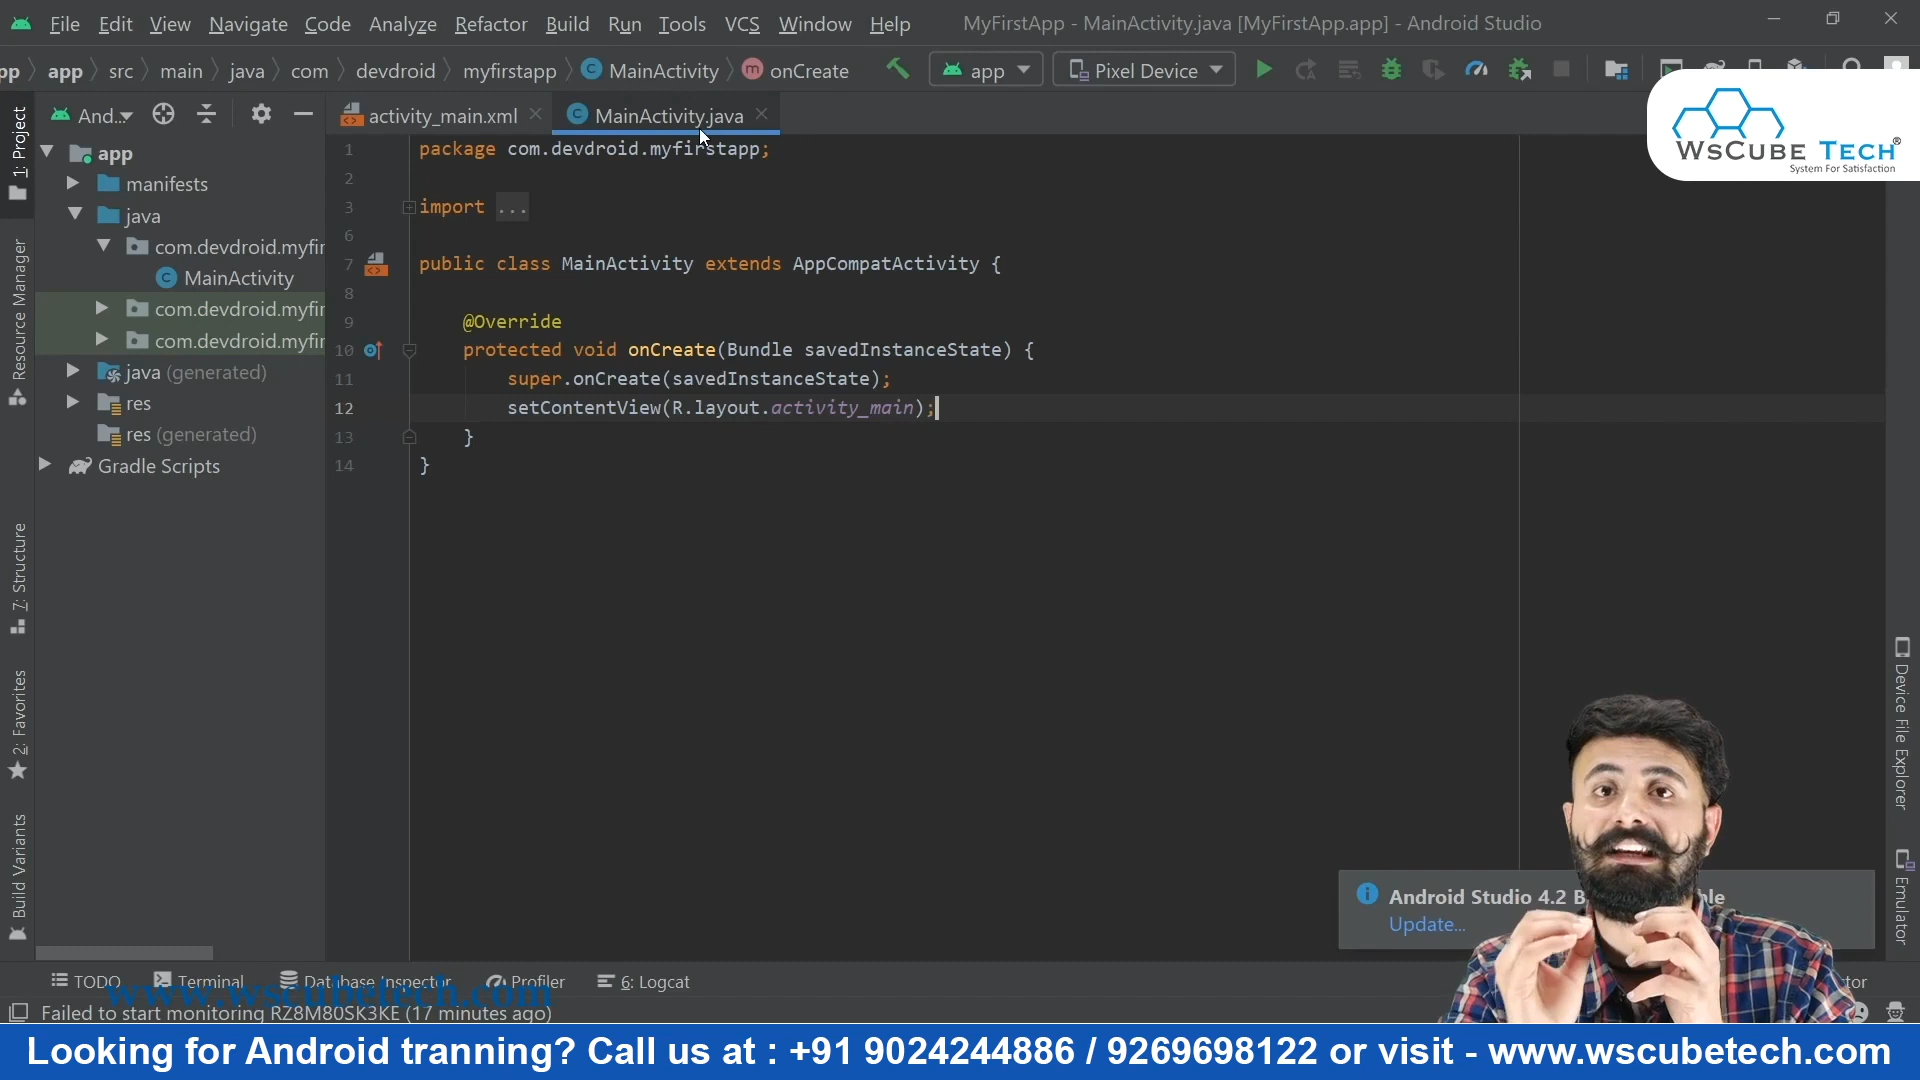 File Edit View Navigate Code Analyze Refactor Build Run Tools VCS Window Help MyFirstApp - MainActivity.java [MyFirstApp.app] - Android Studio
pp app src main java com devdroid myfirstapp MainActivity onCreate app Pixel Device
And... activity_main.xml MainActivity.java
WsCube Tech®
System For Satisfaction
1: Project
Resource Manager
7: Structure
2: Favorites
Build Variants
app
manifests
java
com.devdroid.myfir
MainActivity
com.devdroid.myfir
com.devdroid.myfir
java (generated)
res
res (generated)
Gradle Scripts
1 package com.devdroid.myfirstapp;
2
3 import ...
6
7 public class MainActivity extends AppCompatActivity {
8
9 @Override
10 protected void onCreate(Bundle savedInstanceState) {
11 super.onCreate(savedInstanceState);
12 setContentView(R.layout.activity_main);
13 }
14 }
Device File Explorer
Emulator
Android Studio 4.2 B
Update...
TODO Terminal Database Inspector Profiler 6: Logcat
www.wscubetech.com
Failed to start monitoring RZ8M80SK3KE (17 minutes ago)
Looking for Android tranning? Call us at : +91 9024244886 / 9269698122 or visit - www.wscubetech.com